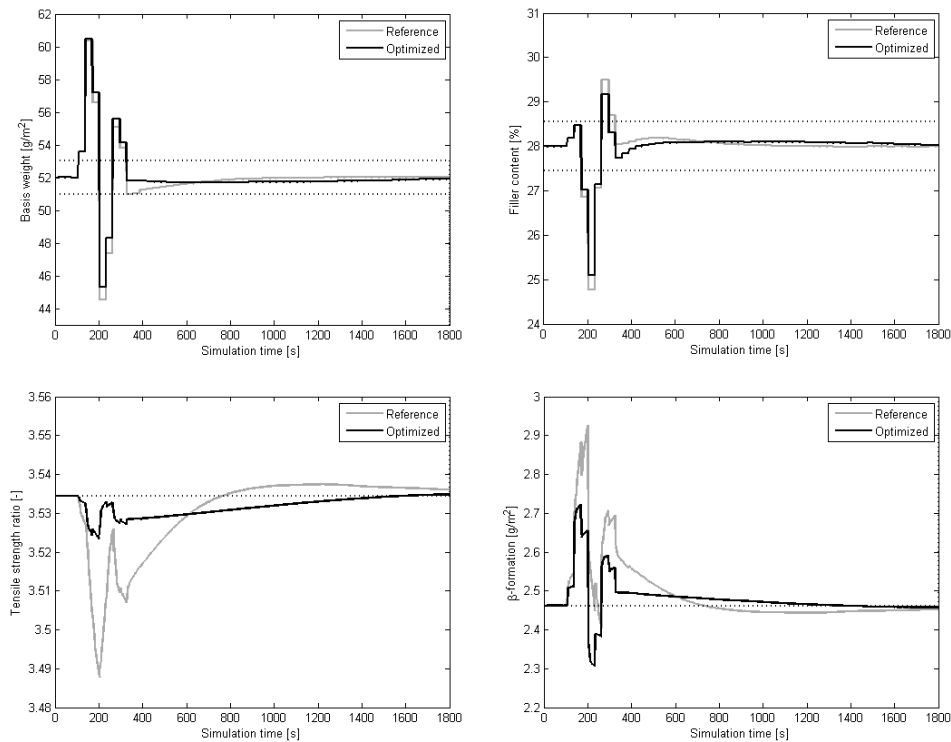 62
60
58
56
54
52
50
48
46
44
Basis weight [g/m2]
0 200 400 600 800 1000 1200 1400 1600 1800
Simulation time [s]
Reference
Optimized
31
30
29
28
27
26
25
24
Filler content [%]
0 200 400 600 800 1000 1200 1400 1600 1800
Simulation time [s]
Reference
Optimized
3.56
3.55
3.54
3.53
3.52
3.51
3.5
3.49
3.48
Tensile strength ratio [-]
0 200 400 600 800 1000 1200 1400 1600 1800
Simulation time [s]
Reference
Optimized
3
2.9
2.8
2.7
2.6
2.5
2.4
2.3
2.2
β-formation [g/m2]
0 200 400 600 800 1000 1200 1400 1600 1800
Simulation time [s]
Reference
Optimized